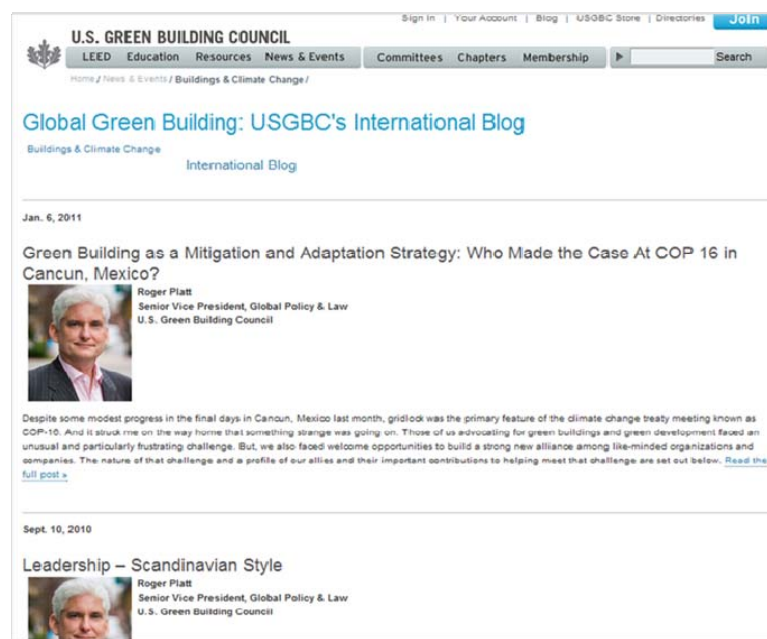 Sign In | Your Account | Blog | USGBC Store | Directories
Join
U.S. GREEN BUILDING COUNCIL
LEED Education Resources News & Events Committees Chapters Membership Search
Home / News & Events / Buildings & Climate Change /
Global Green Building: USGBC's International Blog
Buildings & Climate Change
International Blog
Jan. 6, 2011
Green Building as a Mitigation and Adaptation Strategy: Who Made the Case At COP 16 in
Cancun, Mexico?
Roger Platt
Senior Vice President, Global Policy & Law
U.S. Green Building Council
Despite some modest progress in the final days in Cancun, Mexico last month, gridlock was the primary feature of the climate change treaty meeting known as
COP-16. And it struck me on the way home that something strange was going on. Those of us advocating for green buildings and green development faced an
unusual and particularly frustrating challenge. But, we also faced welcome opportunities to build a strong new alliance among like-minded organizations and
companies. The nature of that challenge and a profile of our allies and their important contributions to helping meet that challenge are set out below. Read the
full post »
Sept. 10, 2010
Leadership – Scandinavian Style
Roger Platt
Senior Vice President, Global Policy & Law
U.S. Green Building Council